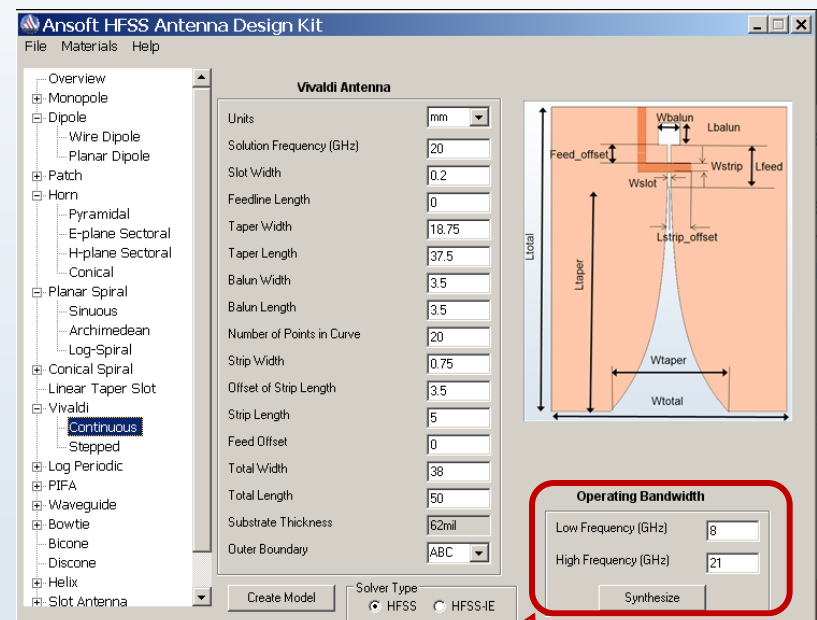 Ansoft HFSS Antenna Design Kit
File Materials Help
Overview
Monopole
Dipole
Wire Dipole
Planar Dipole
Patch
Horn
Pyramidal
E-plane Sectoral
H-plane Sectoral
Conical
Planar Spiral
Sinuous
Archimedean
Log-Spiral
Conical Spiral
Linear Taper Slot
Vivaldi
Continuous
Stepped
Log Periodic
PIFA
Waveguide
Bowtie
Bicone
Discone
Helix
Slot Antenna
Vivaldi Antenna
Units mm
Solution Frequency (GHz) 20
Slot Width 0.2
Feedline Length 0
Taper Width 18.75
Taper Length 37.5
Balun Width 3.5
Balun Length 3.5
Number of Points in Curve 20
Strip Width 0.75
Offset of Strip Length 3.5
Strip Length 5
Feed Offset 0
Total Width 38
Total Length 50
Substrate Thickness 62mil
Outer Boundary ABC
Create Model
Solver Type
HFSS HFSS-IE
Wbalun
Lbalun
Feed_offset
Wstrip Lfeed
Wslot
Lstrip_offset
Ltotal
Ltaper
Wtaper
Wtotal
Operating Bandwidth
Low Frequency (GHz) 8
High Frequency (GHz) 21
Synthesize